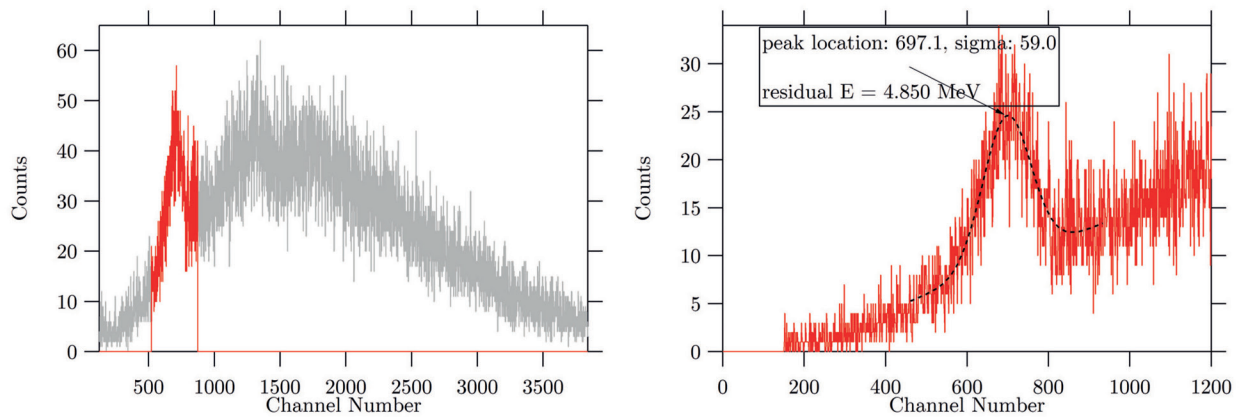 60
50
40
30
20
10
0
Counts
500 1000 1500 2000 2500 3000 3500
Channel Number
peak location: 697.1, sigma: 59.0
residual E = 4.850 MeV
30
25
20
15
10
5
0
Counts
0 200 400 600 800 1000 1200
Channel Number